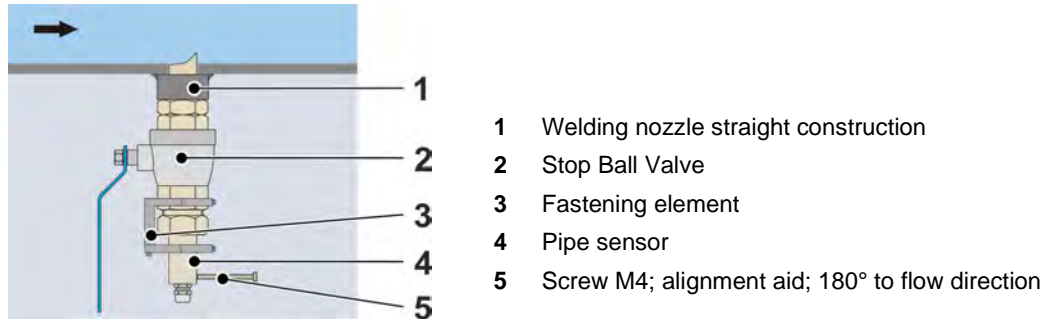 1
2
3
4
5
1 Welding nozzle straight construction
2 Stop Ball Valve
3 Fastening element
4 Pipe sensor
5 Screw M4; alignment aid; 180° to flow direction